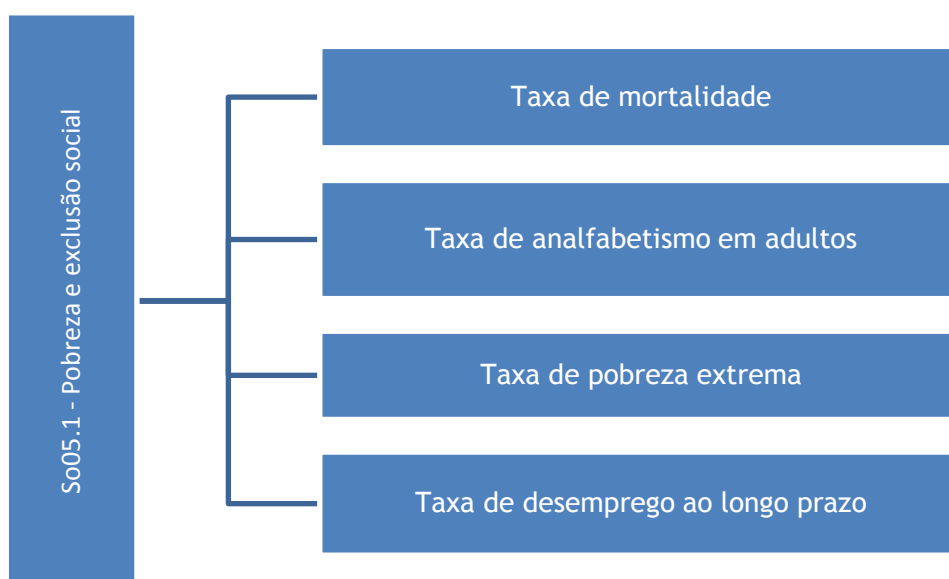 So05.1 - Pobreza e exclusão social
Taxa de mortalidade
Taxa de analfabetismo em adultos
Taxa de pobreza extrema
Taxa de desemprego ao longo prazo